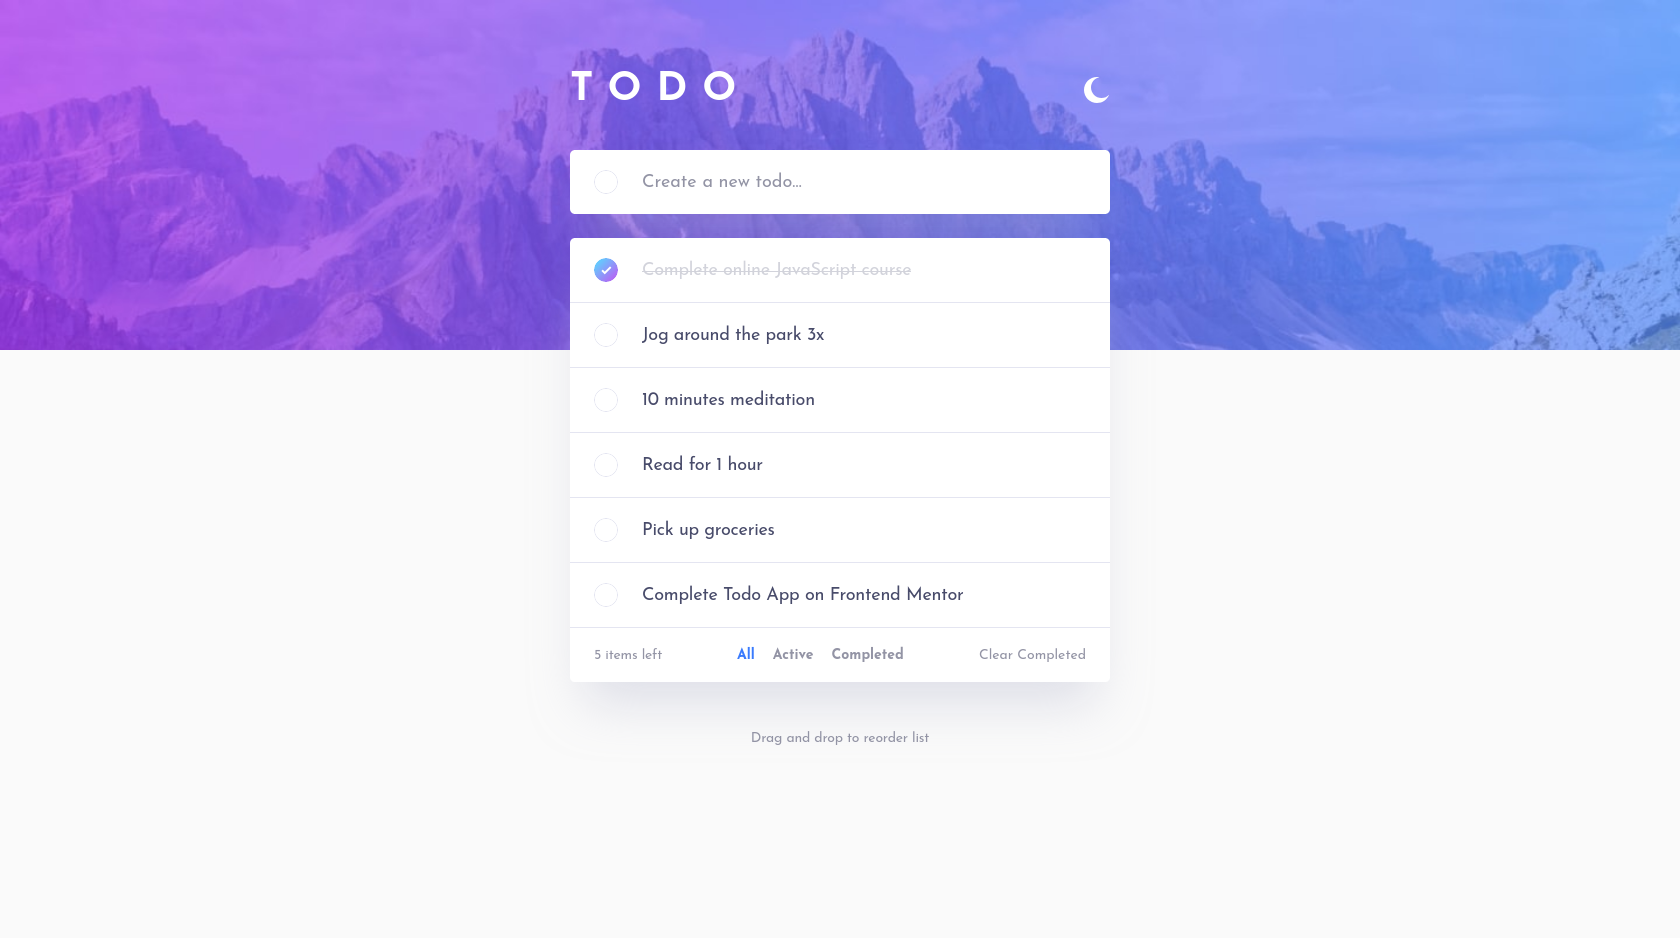 TODO
Create a new todo...
Complete online JavaScript course
Jog around the park 3x
10 minutes meditation
Read for 1 hour
Pick up groceries
Complete Todo App on Frontend Mentor
5 items left All Active Completed Clear Completed
Drag and drop to reorder list